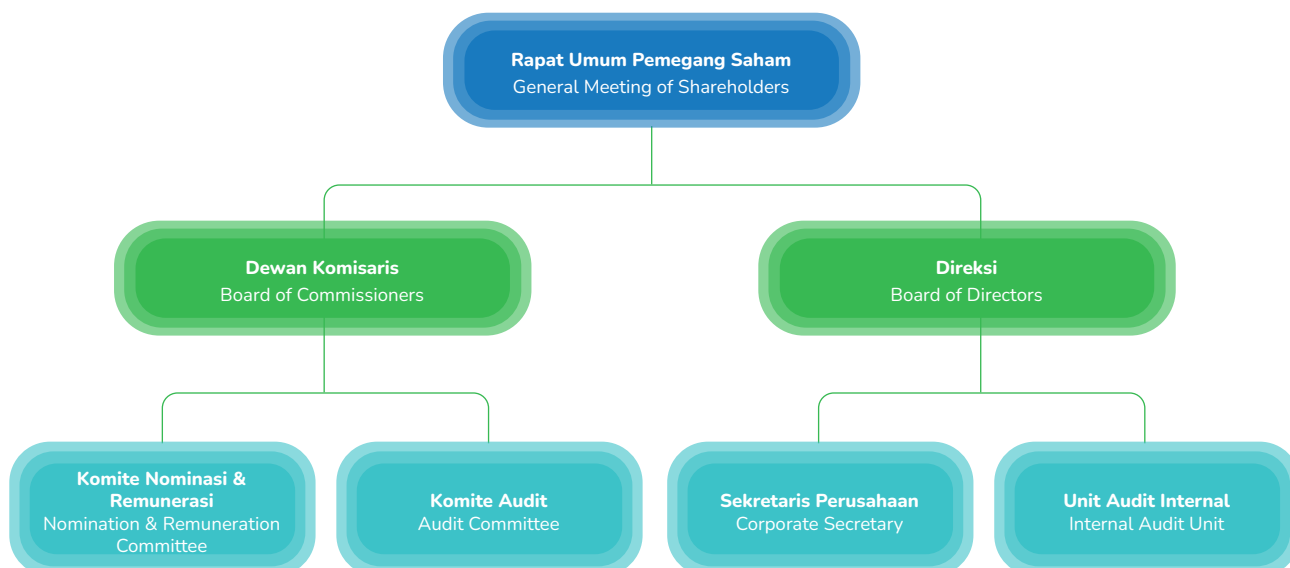 Rapat Umum Pemegang Saham
General Meeting of Shareholders
Dewan Komisaris
Board of Commissioners
Direksi
Board of Directors
Komite Nominasi &
Remunerasi
Nomination & Remuneration
Committee
Komite Audit
Audit Committee
Sekretaris Perusahaan
Corporate Secretary
Unit Audit Internal
Internal Audit Unit